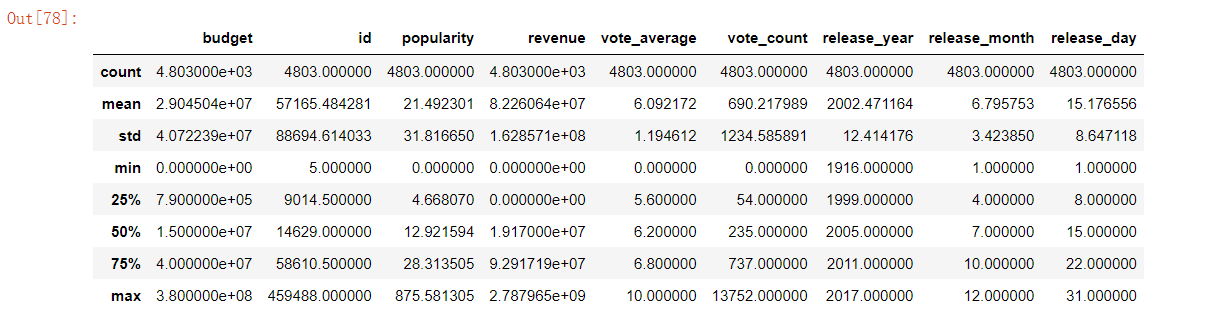 Out[78]:
budget id popularity revenue vote_average vote_count release_year release_month release_day
count 4.803000e+03 4803.000000 4803.000000 4.803000e+03 4803.000000 4803.000000 4803.000000 4803.000000 4803.000000
mean 2.904504e+07 57165.484281 21.492301 8.226064e+07 6.092172 690.217989 2002.471164 6.795753 15.176556
std 4.072239e+07 88694.614033 31.816650 1.628571e+08 1.194612 1234.585891 12.414176 3.423850 8.647118
min 0.000000e+00 5.000000 0.000000 0.000000e+00 0.000000 0.000000 1916.000000 1.000000 1.000000
25% 7.900000e+05 9014.500000 4.668070 0.000000e+00 5.600000 54.000000 1999.000000 4.000000 8.000000
50% 1.500000e+07 14629.000000 12.921594 1.917000e+07 6.200000 235.000000 2005.000000 7.000000 15.000000
75% 4.000000e+07 58610.500000 28.313505 9.291719e+07 6.800000 737.000000 2011.000000 10.000000 22.000000
max 3.800000e+08 459488.000000 875.581305 2.787965e+09 10.000000 13752.000000 2017.000000 12.000000 31.000000